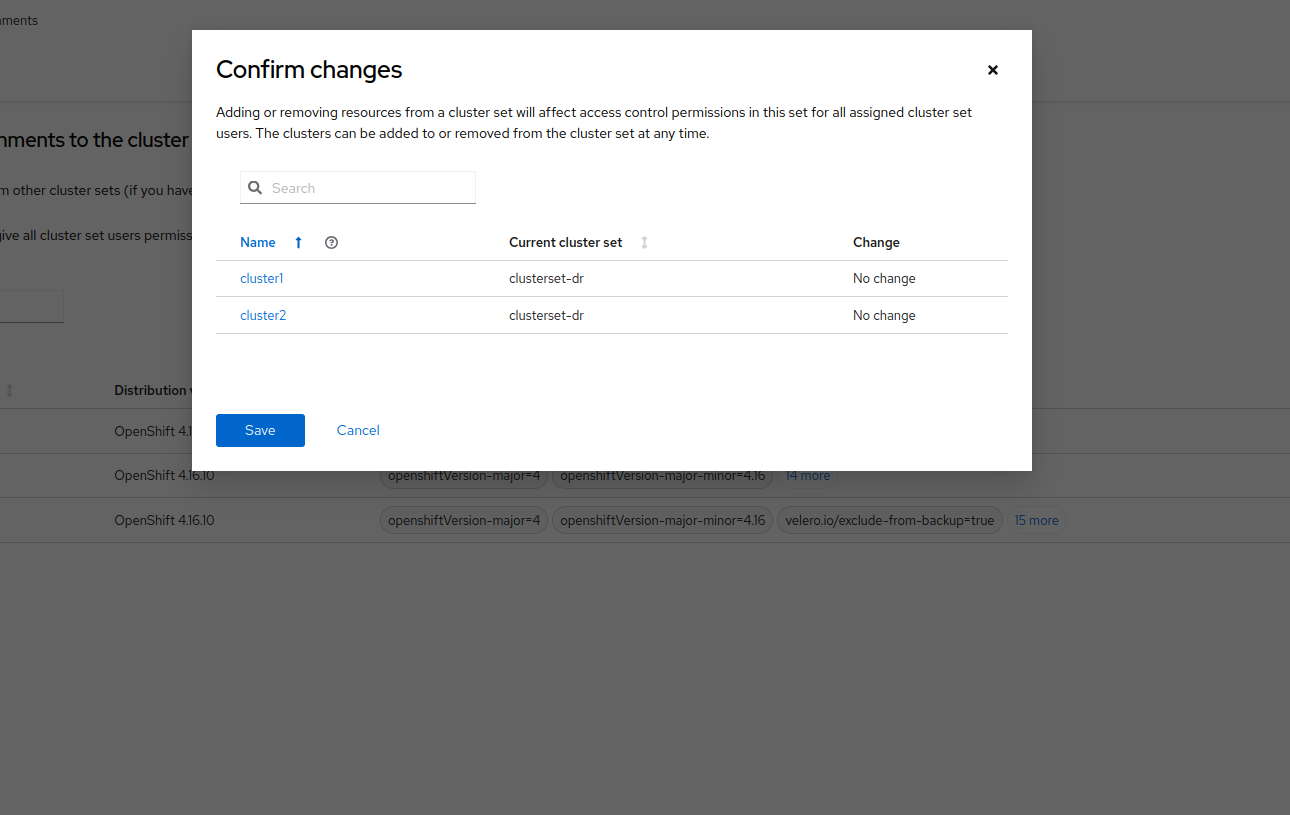 Confirm changes
Adding or removing resources from a cluster set will affect access control permissions in this set for all assigned cluster set
users. The clusters can be added to or removed from the cluster set at any time.
Search
Name Current cluster set Change
cluster1 clusterset-dr No change
cluster2 clusterset-dr No change
Save Cancel
ments to the cluster
other cluster sets (if you have
give all cluster set users permiss
Distribution
OpenShift 4.1
OpenShift 4.16.10 openshiftVersion-major=4 openshiftVersion-major-minor=4.16 14 more
OpenShift 4.16.10 openshiftVersion-major=4 openshiftVersion-major-minor=4.16 velero.io/exclude-from-backup=true 15 more